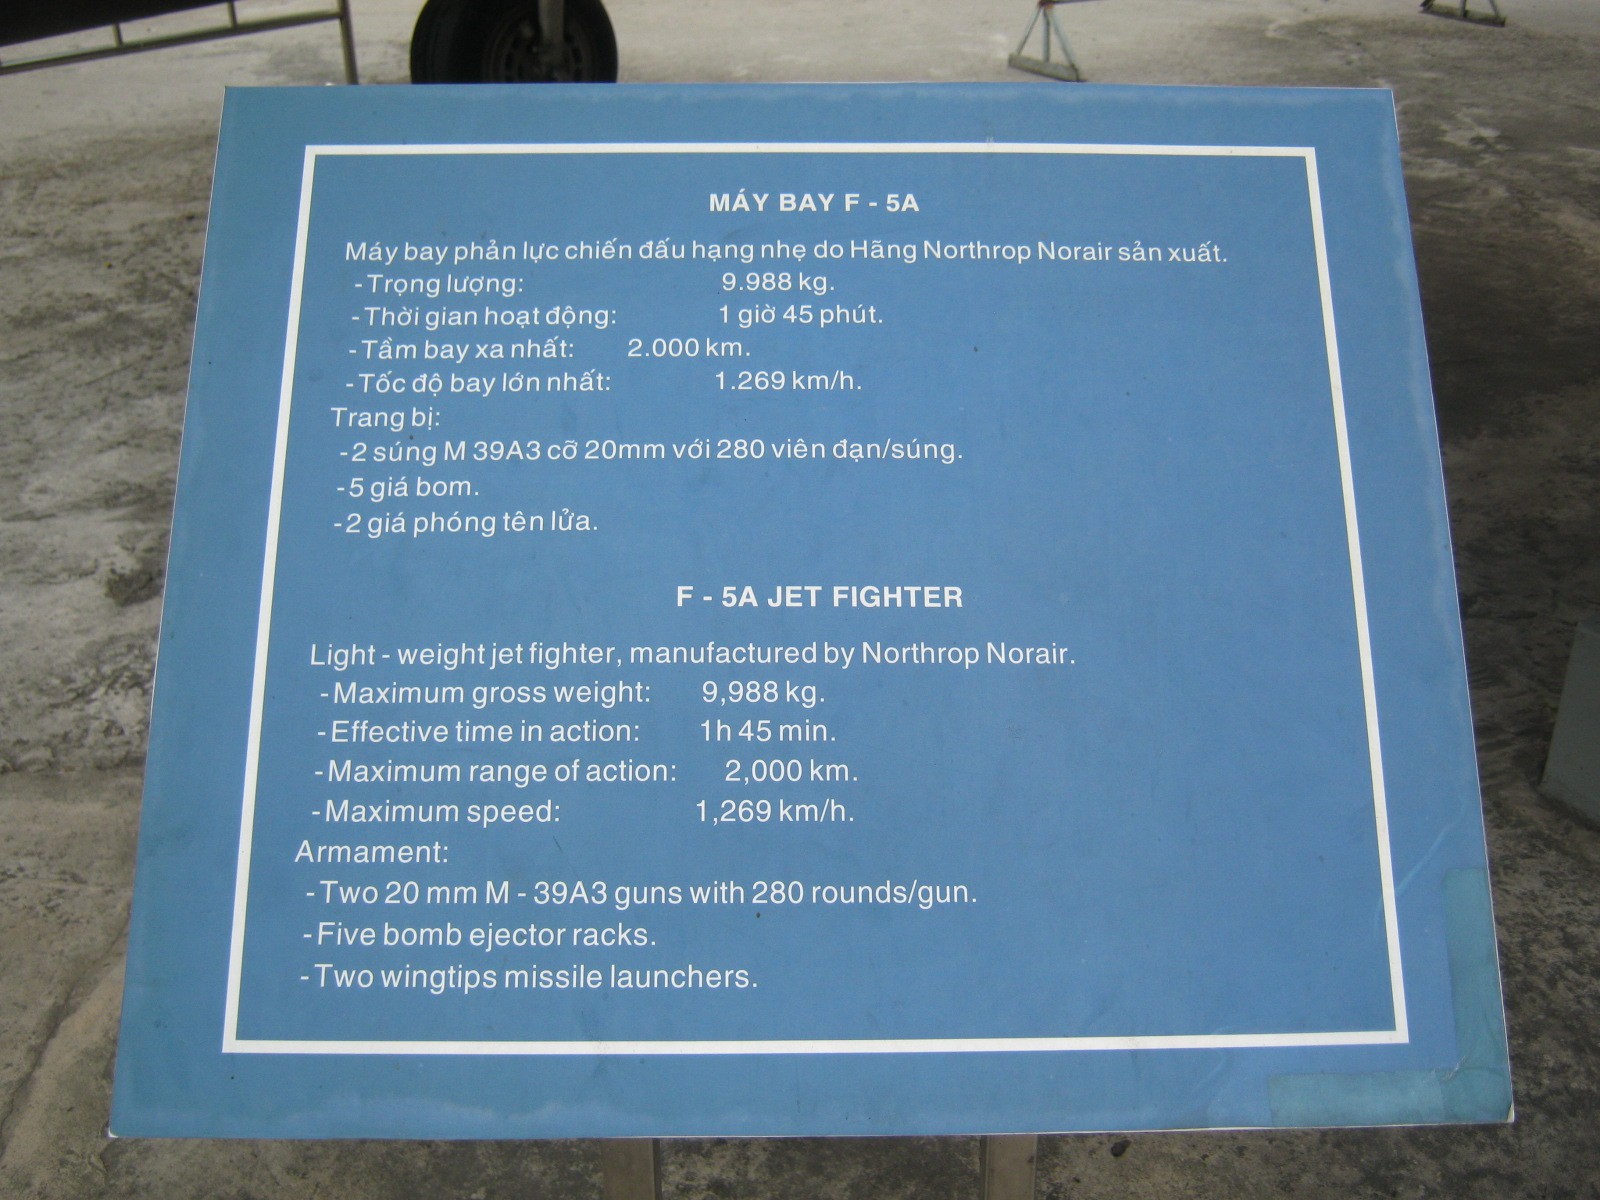 MÁY BAY F - 5A
Máy bay phản lực chiến đấu hạng nhẹ do Hãng Northrop Norair sản xuất.
- Trọng lượng: 9.988 kg.
- Thời gian hoạt động: 1 giờ 45 phút.
- Tầm bay xa nhất: 2.000 km.
- Tốc độ bay lớn nhất: 1.269 km/h.
Trang bị:
- 2 súng M 39A3 cỡ 20mm với 280 viên đạn/súng.
- 5 giá bom.
- 2 giá phóng tên lửa.
F - 5A JET FIGHTER
Light - weight jet fighter, manufactured by Northrop Norair.
- Maximum gross weight: 9,988 kg.
- Effective time in action: 1h 45 min.
- Maximum range of action: 2,000 km.
- Maximum speed: 1,269 km/h.
Armament:
- Two 20 mm M - 39A3 guns with 280 rounds/gun.
- Five bomb ejector racks.
- Two wingtips missile launchers.